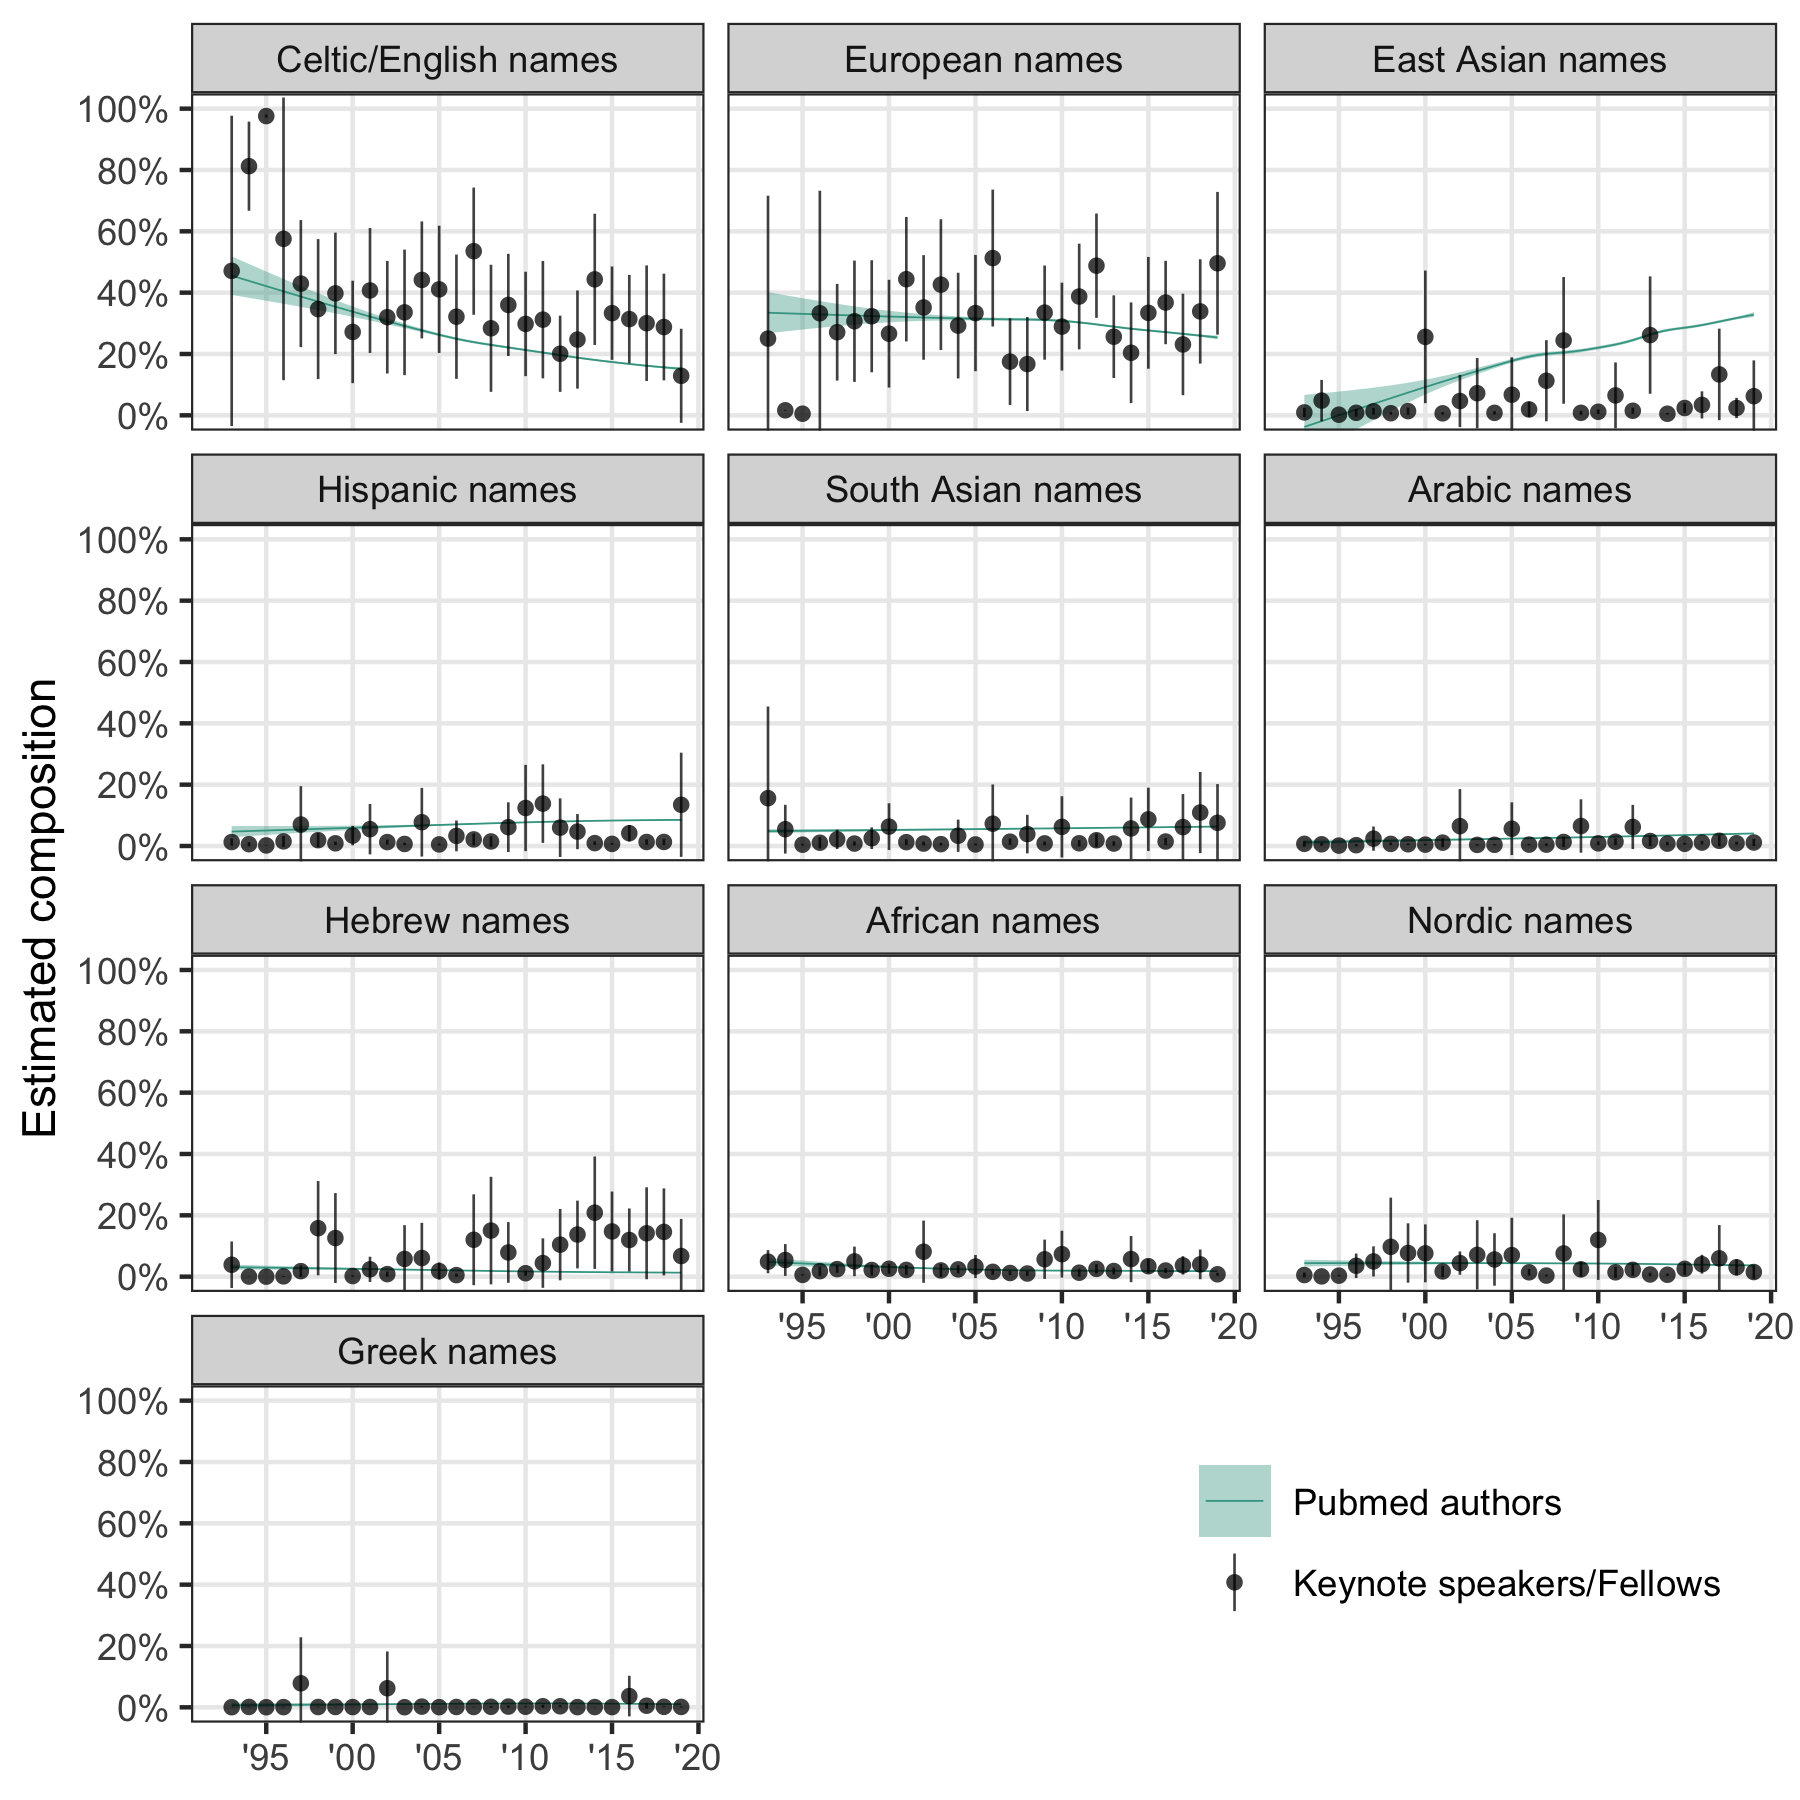 Celtic/English names
European names
East Asian names
100%
80%
60%
40%
20%
0%
Hispanic names
South Asian names
Arabic names
100%
80%
60%
40%
20%
0%
Estimated composition
Hebrew names
African names
Nordic names
100%
80%
60%
40%
20%
0%
'95 '00 '05 '10 '15 '20
'95 '00 '05 '10 '15 '20
Greek names
100%
80%
60%
40%
20%
0%
'95 '00 '05 '10 '15 '20
Pubmed authors
Keynote speakers/Fellows